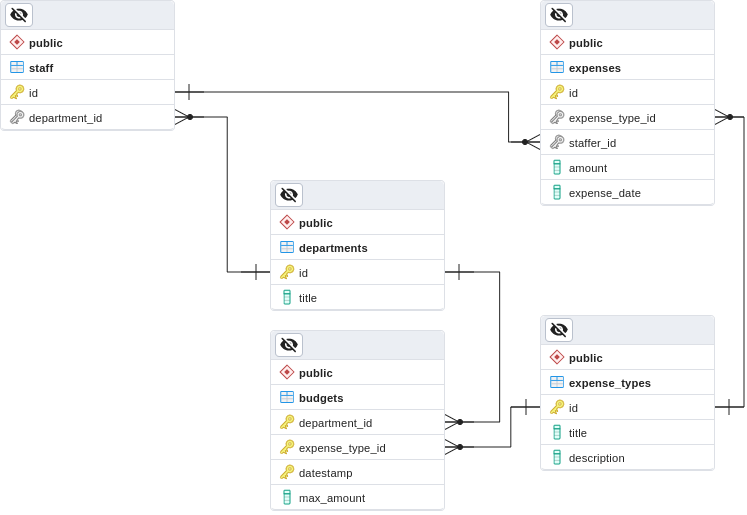 public
staff
id
department_id
public
expenses
id
expense_type_id
staffer_id
amount
expense_date
public
departments
id
title
public
budgets
department_id
expense_type_id
datestamp
max_amount
public
expense_types
id
title
description